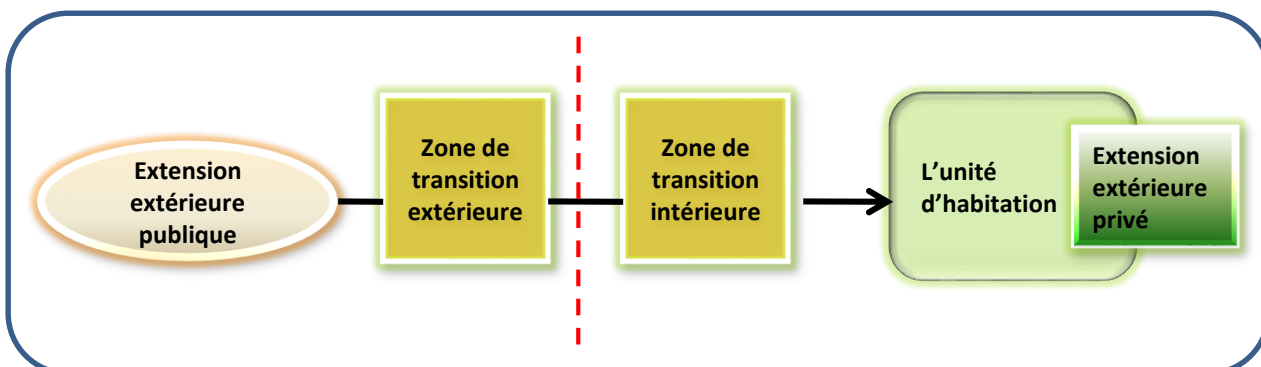 Extension
extérieure
publique
Zone de
transition
extérieure
Zone de
transition
intérieure
L’unité
d’habitation
Extension
extérieure
privé